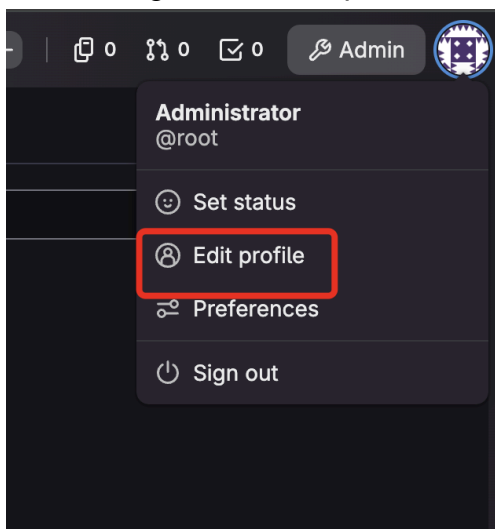 0 0 0 Admin
Administrator
@root
Set status
Edit profile
Preferences
Sign out